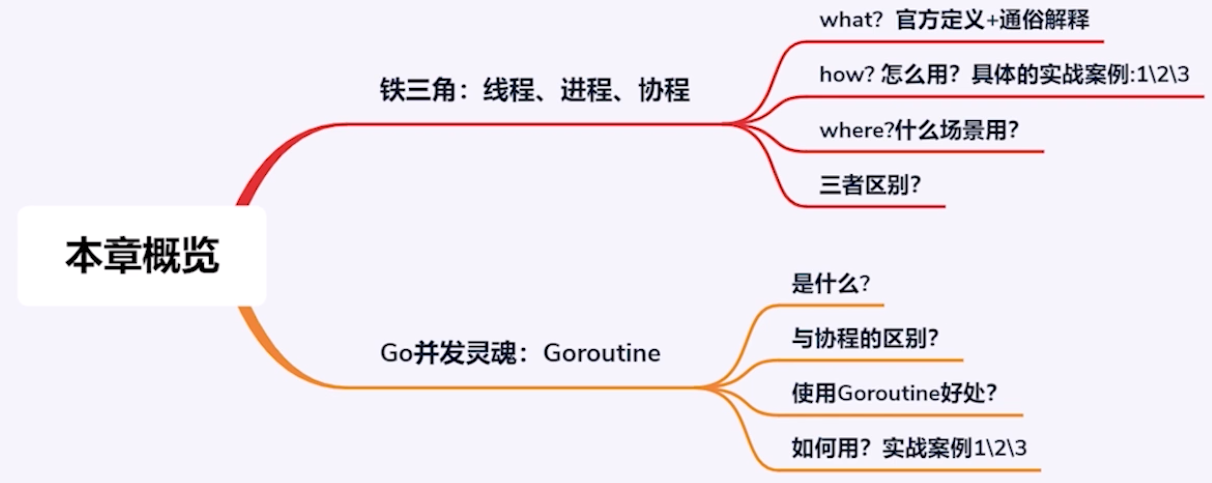 what？官方定义+通俗解释
铁三角：线程、进程、协程
how? 怎么用？具体的实战案例:1\2\3
where?什么场景用？
三者区别？
本章概览
是什么?
Go并发灵魂：Goroutine
与协程的区别？
使用Goroutine好处？
如何用？实战案例1\2\3